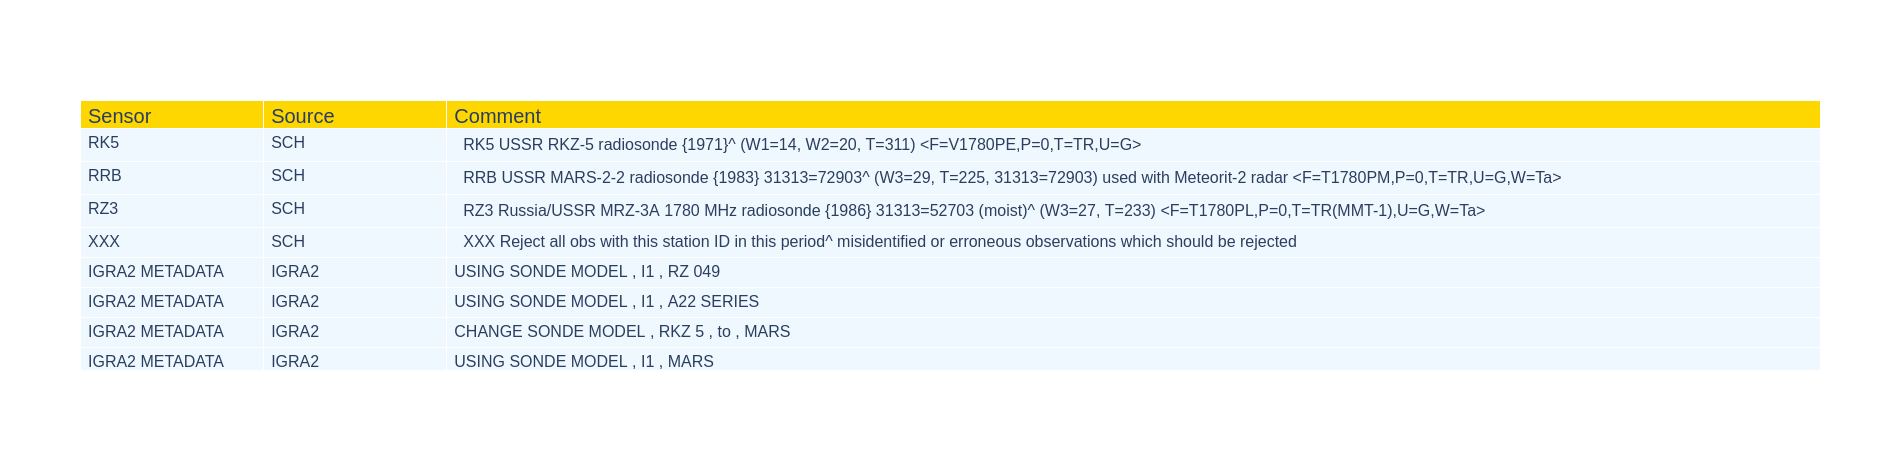 Sensor Source Comment
RK5 SCH RK5 USSR RKZ-5 radiosonde {1971}^ (W1=14, W2=20, T=311) <F=V1780PE,P=0,T=TR,U=G>
RRB SCH RRB USSR MARS-2-2 radiosonde {1983} 31313=72903^ (W3=29, T=225, 31313=72903) used with Meteorit-2 radar <F=T1780PM,P=0,T=TR,U=G,W=Ta>
RZ3 SCH RZ3 Russia/USSR MRZ-3A 1780 MHz radiosonde {1986} 31313=52703 (moist)^ (W3=27, T=233) <F=T1780PL,P=0,T=TR(MMT-1),U=G,W=Ta>
XXX SCH XXX Reject all obs with this station ID in this period^ misidentified or erroneous observations which should be rejected
IGRA2 METADATA IGRA2 USING SONDE MODEL , I1 , RZ 049
IGRA2 METADATA IGRA2 USING SONDE MODEL , I1 , A22 SERIES
IGRA2 METADATA IGRA2 CHANGE SONDE MODEL , RKZ 5 , to , MARS
IGRA2 METADATA IGRA2 USING SONDE MODEL , I1 , MARS